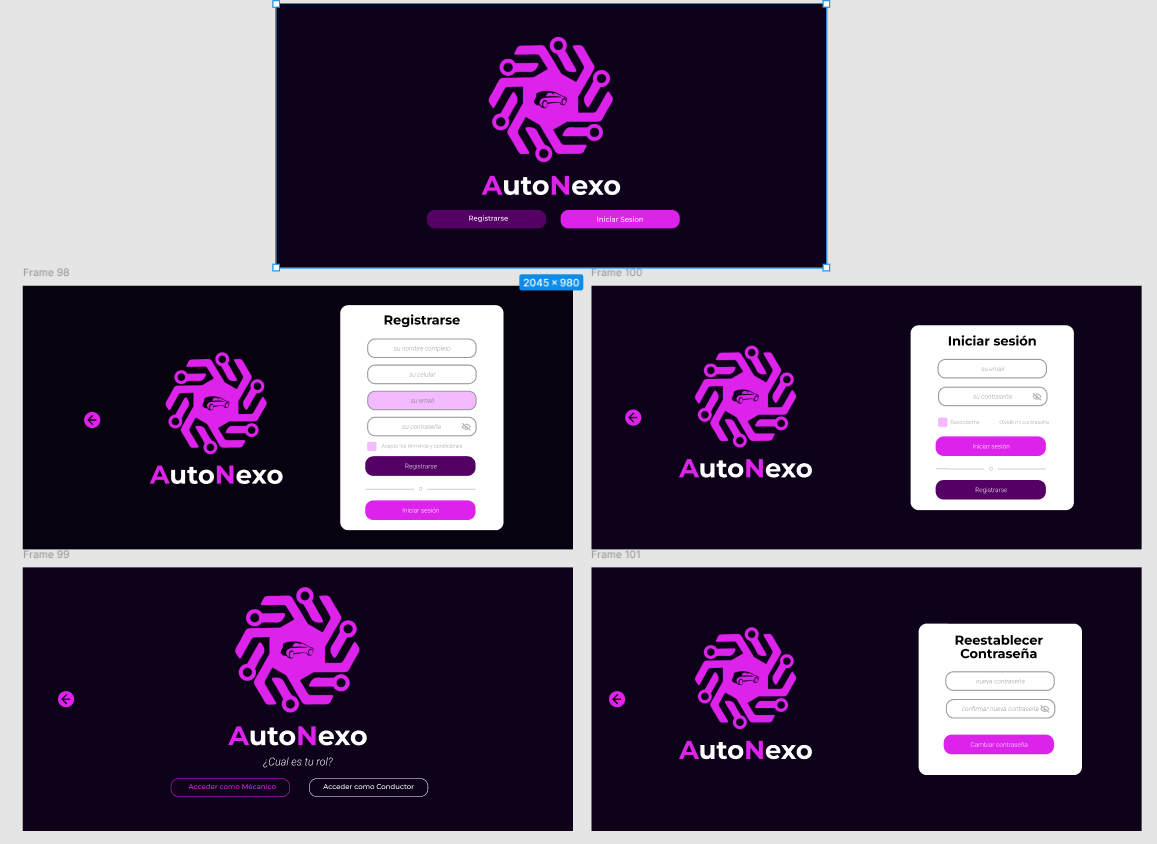 AutoNexo
Registrarse
Iniciar Sesion
Frame 98
2045 × 980
Frame 100
Registrarse
su nombre completo
su celular
su email
su contraseña
Acepto los términos y condiciones
Registrarse
O
Iniciar sesión
AutoNexo
Iniciar sesión
su email
su contraseña
Recordarme
Olvidé mi contraseña
Iniciar sesión
O
Registrarse
AutoNexo
Frame 99
Frame 101
AutoNexo
¿Cual es tu rol?
Acceder como Mécanico
Acceder como Conductor
Reestablecer
Contraseña
nueva contraseña
confirmar nueva contraseña
Cambiar contraseña
AutoNexo